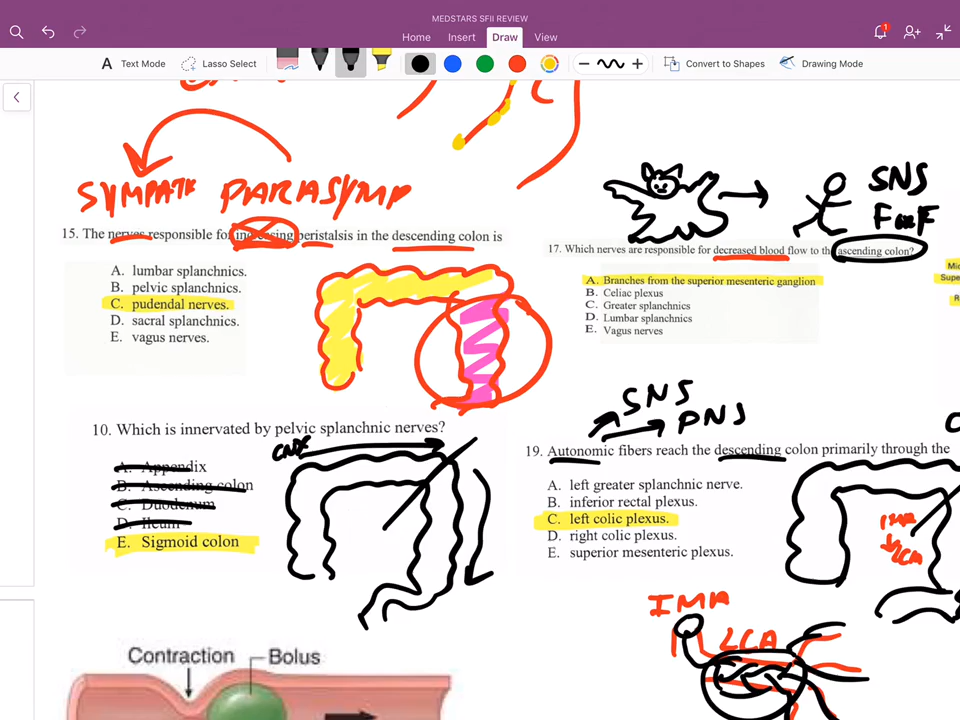 MEDSTARS SFII REVIEW
Home Insert Draw View
1
A Text Mode
Lasso Select
Convert to Shapes
Drawing Mode
C
SYMPATH PARASYMP
15. The nerves responsible for increasing peristalsis in the descending colon is
A. lumbar splanchnics.
B. pelvic splanchnics.
C. pudendal nerves.
D. sacral splanchnics.
E. vagus nerves.
SNS
F or F
17. Which nerves are responsible for decreased blood flow to the ascending colon?
A. Branches from the superior mesenteric ganglion
B. Celiac plexus
C. Greater splanchnics
D. Lumbar splanchnics
E. Vagus nerves
10. Which is innervated by pelvic splanchnic nerves?
A. Appendix
B. Ascending colon
C. Duodenum
D. Ileum
E. Sigmoid colon
SNS
PNS
19. Autonomic fibers reach the descending colon primarily through the
A. left greater splanchnic nerve.
B. inferior rectal plexus.
C. left colic plexus.
D. right colic plexus.
E. superior mesenteric plexus.
IMA
LCA
IMA
LCA
Contraction
Bolus